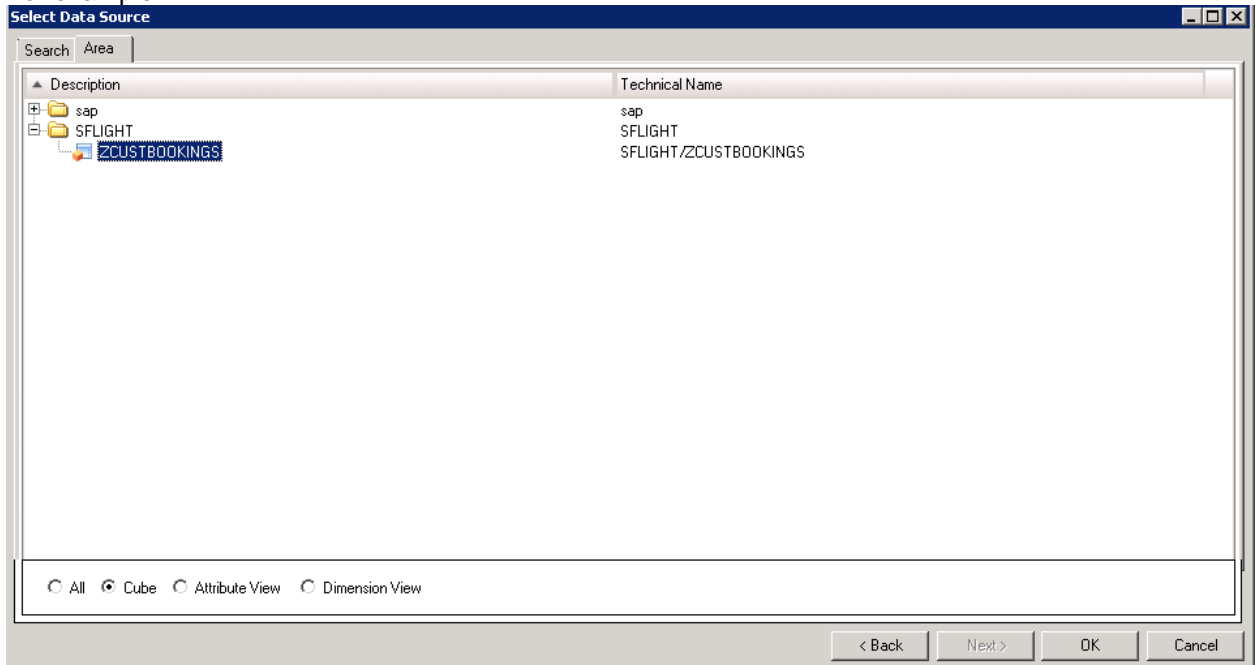 Select Data Source
Search Area
Description Technical Name
sap sap
SFLIGHT SFLIGHT
ZCUSTBOOKINGS SFLIGHT/ZCUSTBOOKINGS
All Cube Attribute View Dimension View
< Back Next > OK Cancel